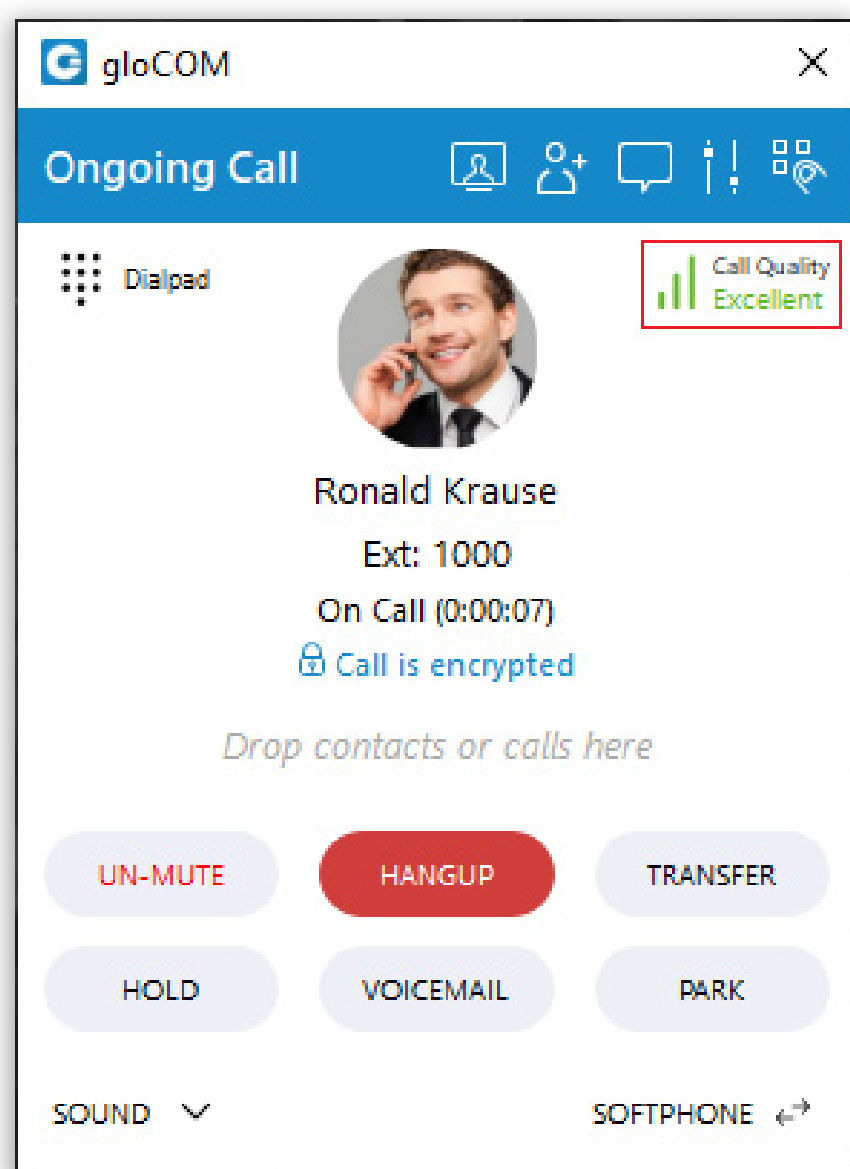 gloCOM
Ongoing Call
Dialpad
Call Quality
Excellent
Ronald Krause
Ext: 1000
On Call (0:00:07)
Call is encrypted
Drop contacts or calls here
UN-MUTE HANGUP TRANSFER
HOLD VOICEMAIL PARK
SOUND SOFTPHONE